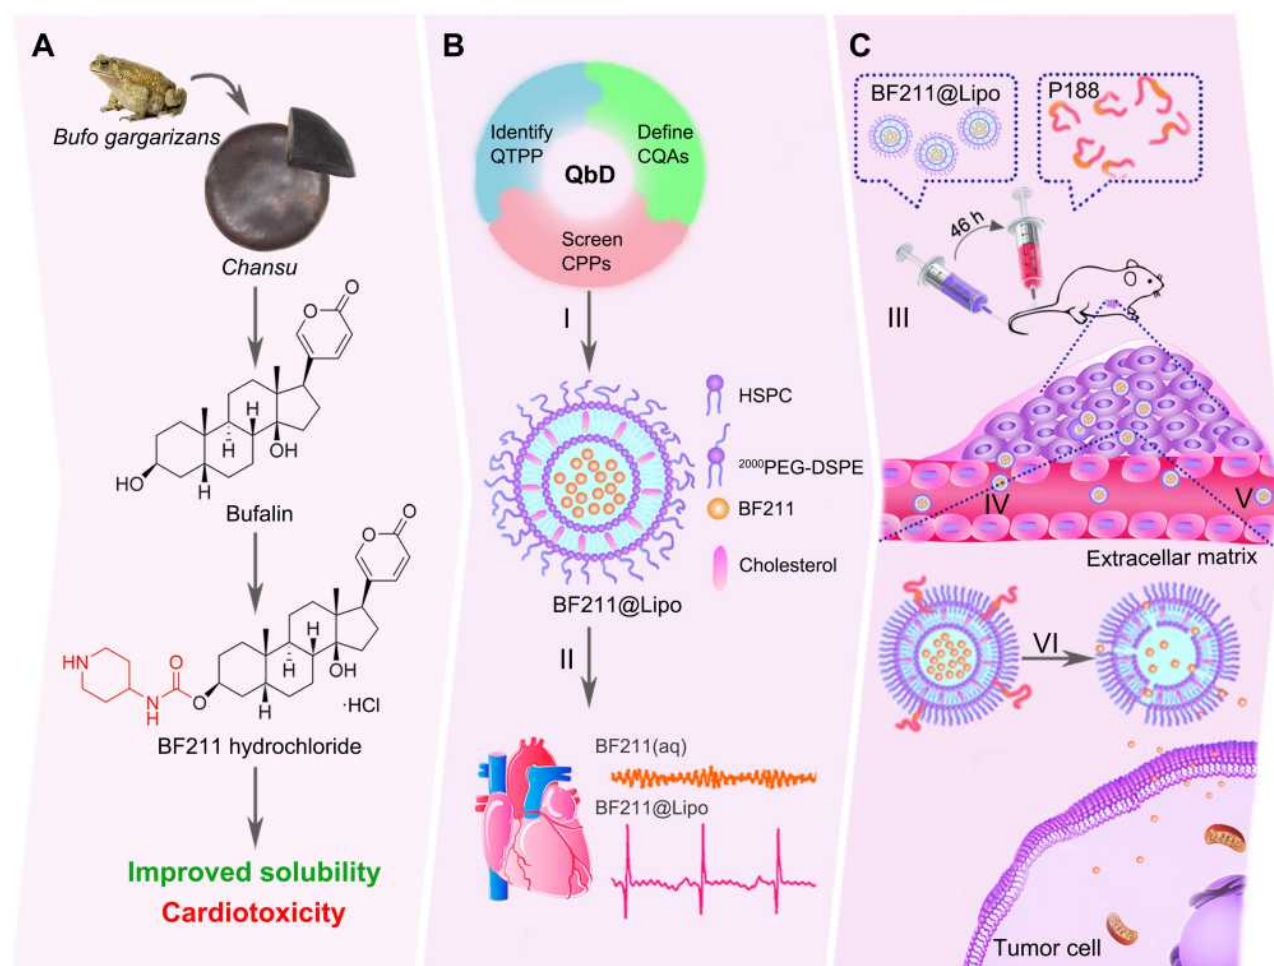 A
Bufo gargarizans
Chansu
O
O
H
H
OH
HO
H
Bufalin
O
O
HN
O
N
H
O
H
H
OH
H
·HCl
BF211 hydrochloride
Improved solubility
Cardiotoxicity
B
Identify
QTPP
Define
CQAs
QbD
Screen
CPPs
I
HSPC
2000PEG-DSPE
BF211
Cholesterol
BF211@Lipo
II
BF211(aq)
BF211@Lipo
C
BF211@Lipo
P188
46 h
III
IV
V
Extracellar matrix
VI
Tumor cell